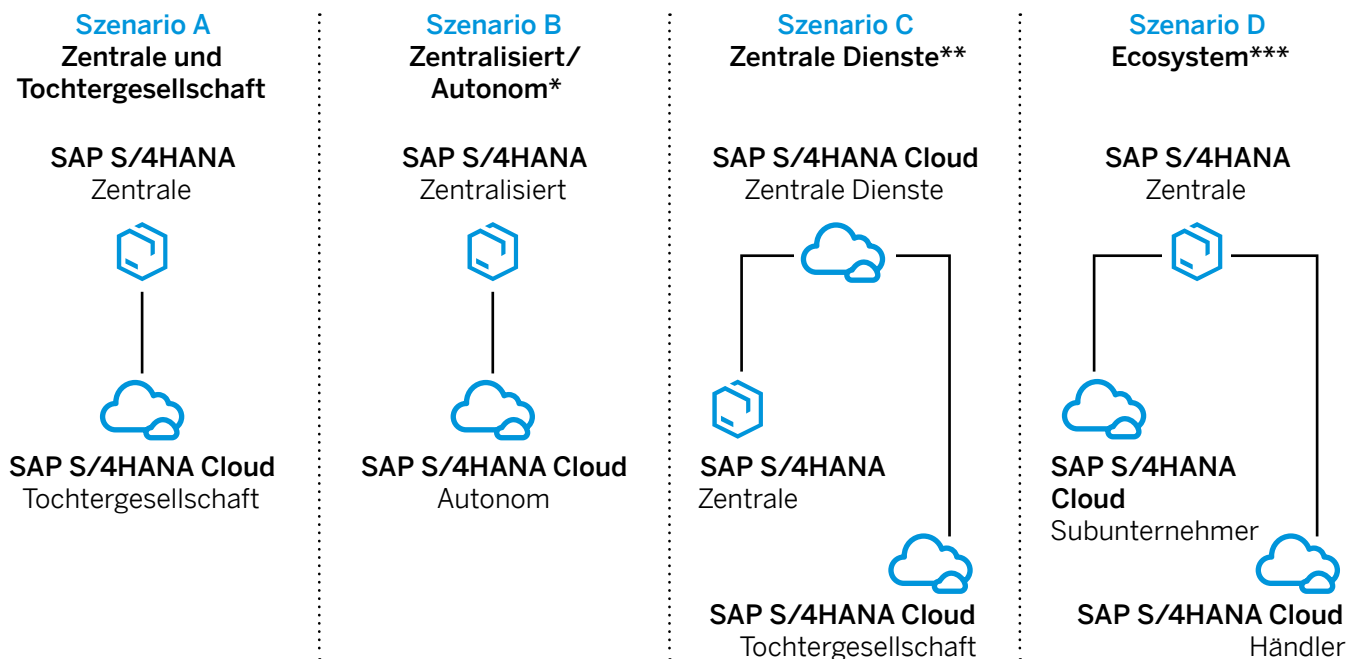 Szenario A
Zentrale und
Tochtergesellschaft
SAP S/4HANA
Zentrale
SAP S/4HANA Cloud
Tochtergesellschaft
Szenario B
Zentralisiert/
Autonom*
SAP S/4HANA
Zentralisiert
SAP S/4HANA Cloud
Autonom
Szenario C
Zentrale Dienste**
SAP S/4HANA Cloud
Zentrale Dienste
SAP S/4HANA
Zentrale
SAP S/4HANA Cloud
Tochtergesellschaft
Szenario D
Ecosystem***
SAP S/4HANA
Zentrale
SAP S/4HANA
Cloud
Subunternehmer
SAP S/4HANA Cloud
Händler